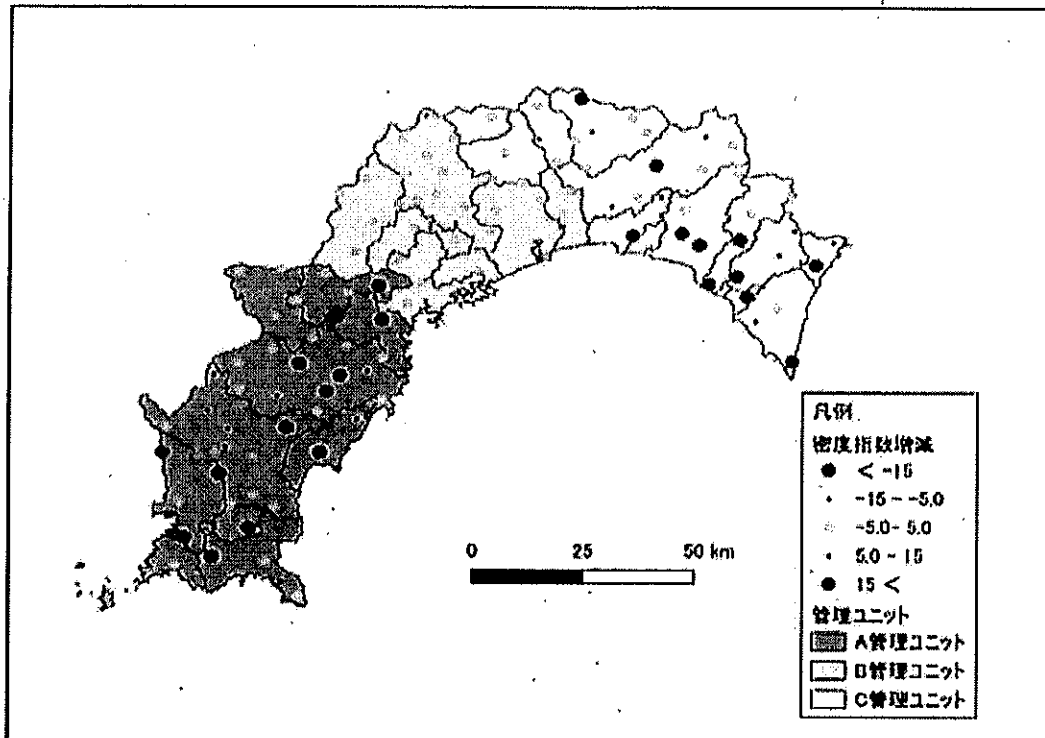 0 25 50 km
凡例
密度指数増減
< -15
-15 - -5.0
-5.0- 5.0
5.0 - 15
15 <
管理ユニット
A管理ユニット
B管理ユニット
C管理ユニット